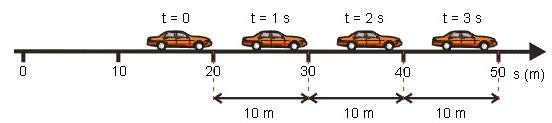 t = 0 t = 1 s t = 2 s t = 3 s
0 10 20 30 40 50 s (m)
10 m 10 m 10 m